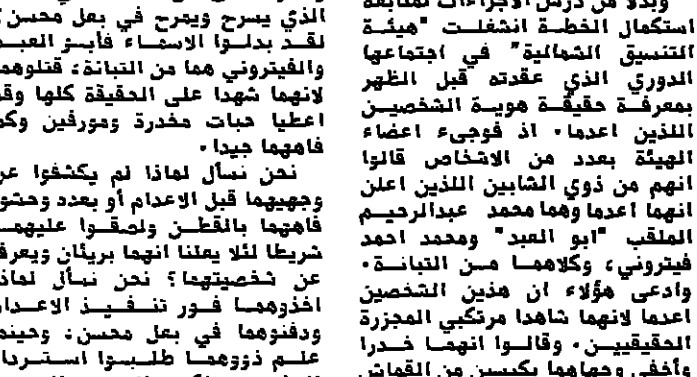 وبدلا من درس الاجراءات لمتابعة
استكمال الخطة انشغلت "هيئة
التنسيق الشمالية" في اجتماعها
الدوري الذي عقدته قبل الظهر
بمعرفة حقيقة هوية الشخصين
اللذين اعدما. اذ فوجىء اعضاء
الهيئة بعدد من الاشخاص قالوا
انهم من ذوي الشابين اللذين اعلن
انهما اعدما وهما محمد عبدالرحيم
الملقب "ابو العبد" ومحمد احمد
فيتروني، وكلاهما من التبانة.
وادعى هؤلاء ان هذين الشخصين
اعدما لانهما شاهدا مرتكبي المجزرة
الحقيقيين. وقالوا انهما خدرا
وأخفي وجهاهما بكيسين من القماش
الذي يسرح ويمرح في بعل محسن؟
لقد بدلوا الاسماء فأبو العبد
والفيتروني هما من التبانة، قتلوهما
لانهما شهدا على الحقيقة كلها وقد
اعطيا حبات مخدرة ومورفين وكم
فاههما جيدا.
نحن نسأل لماذا لم يكشفوا عن
وجهيهما قبل الاعدام أو بعده وحشوا
فاههما بالقطن ولصقوا عليهما
شريطا لئلا يعلنا انهما بريئان ويعرفا
عن شخصيتهما؟ نحن نسأل لماذا
اخذوهما فور تنفيذ الاعدام
ودفنوهما في بعل محسن، وحينما
علم ذووهما طلبوا استرداد